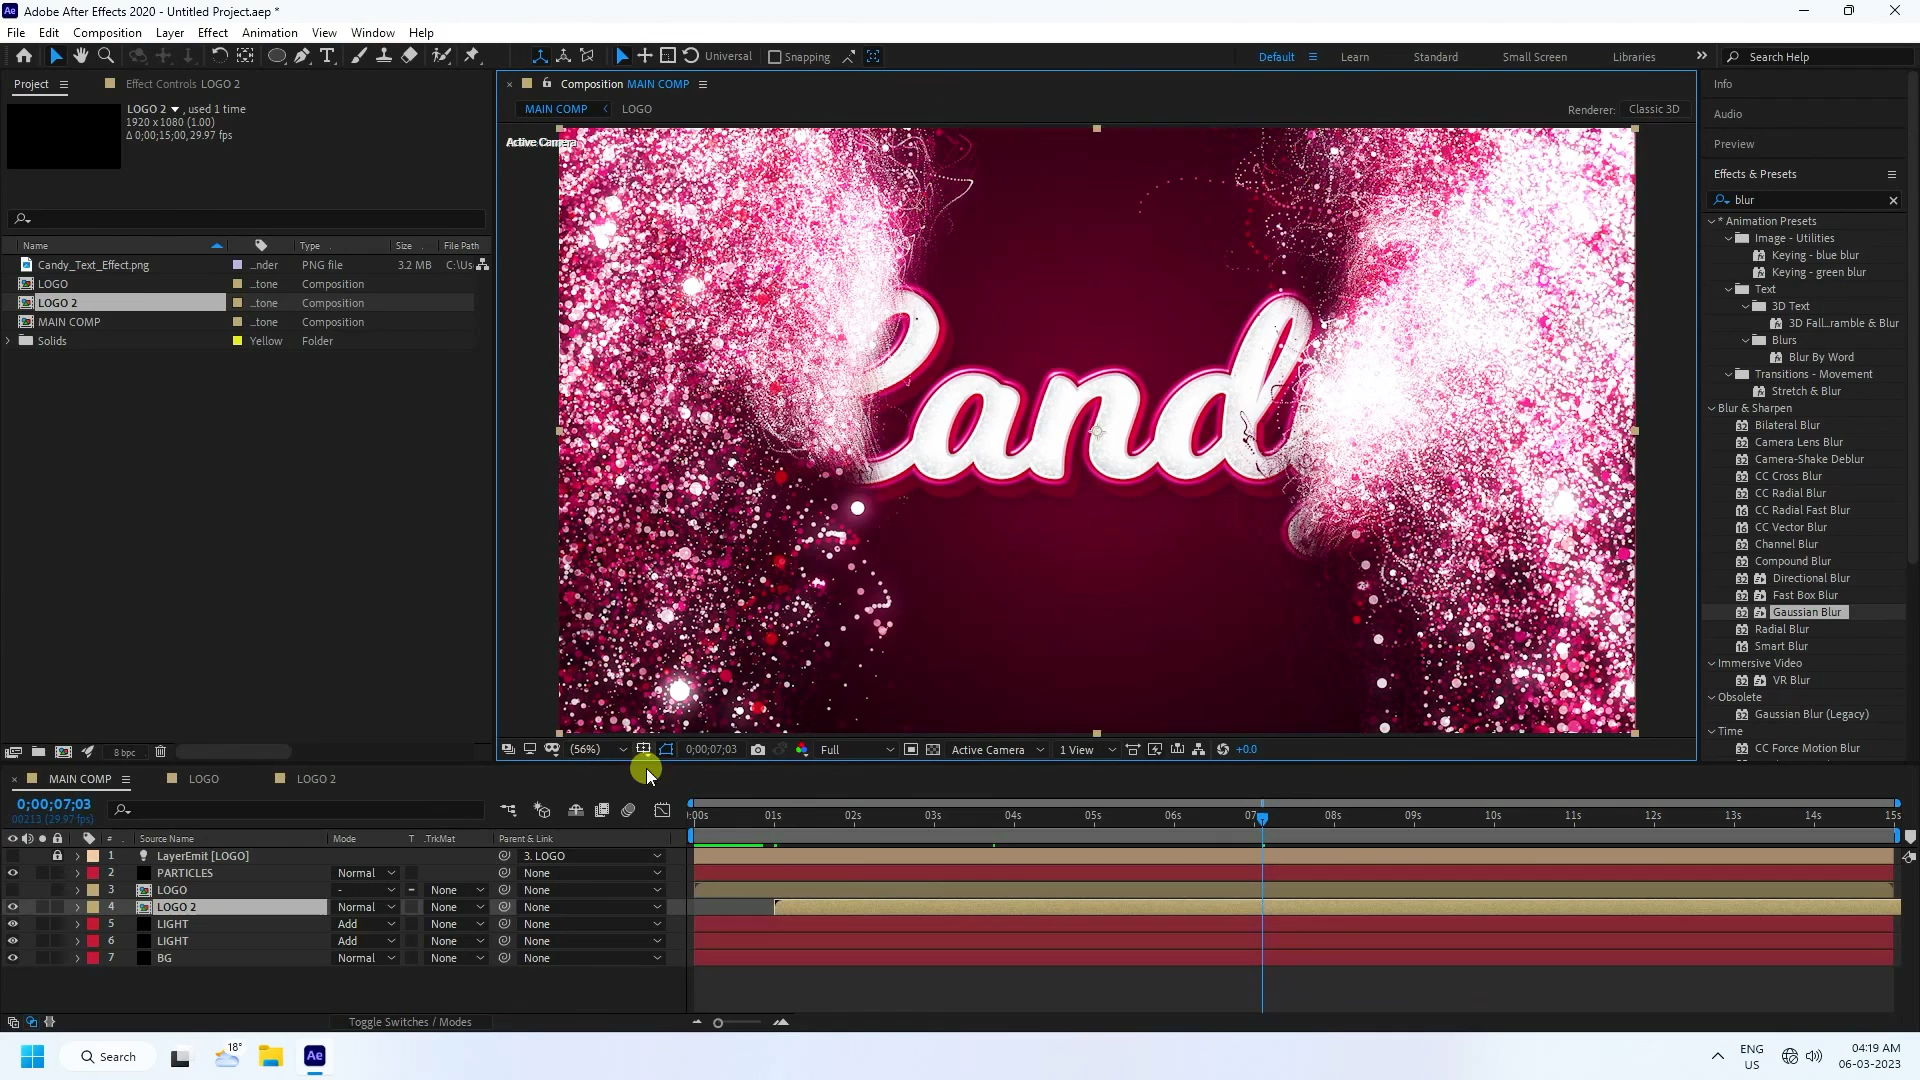 Adobe After Effects 2020 - Untitled Project.aep *
File Edit Composition Layer Effect Animation View Window Help
Universal Snapping Default Learn Standard Small Screen Libraries Search Help
Project Effect Controls LOGO 2
LOGO 2 , used 1 time
1920 x 1080 (1.00)
Δ 0;00;15;00, 29.97 fps
Name Type Size File Path
Candy_Text_Effect.png ...nder PNG file 3.2 MB C:\Us
LOGO ...tone Composition
LOGO 2 ...tone Composition
MAIN COMP ...tone Composition
Solids Yellow Folder
8 bpc
Composition MAIN COMP
MAIN COMP LOGO
Renderer: Classic 3D
Active Camera
Cand
(56%) 0;00;07;03 Full Active Camera 1 View +0.0
Info
Audio
Preview
Effects & Presets
blur
* Animation Presets
Image - Utilities
Keying - blue blur
Keying - green blur
Text
3D Text
3D Fall...ramble & Blur
Blurs
Blur By Word
Transitions - Movement
Stretch & Blur
Blur & Sharpen
Bilateral Blur
Camera Lens Blur
Camera-Shake Deblur
CC Cross Blur
CC Radial Blur
CC Radial Fast Blur
CC Vector Blur
Channel Blur
Compound Blur
Directional Blur
Fast Box Blur
Gaussian Blur
Radial Blur
Smart Blur
Immersive Video
VR Blur
Obsolete
Gaussian Blur (Legacy)
Time
CC Force Motion Blur
MAIN COMP LOGO LOGO 2
0;00;07;03
00213 (29.97 fps)
:00s 01s 02s 03s 04s 05s 06s 07s 08s 09s 10s 11s 12s 13s 14s 15s
# Source Name Mode T .TrkMat Parent & Link
1 LayerEmit [LOGO] 3. LOGO
2 PARTICLES Normal None
3 LOGO - None None
4 LOGO 2 Normal None None
5 LIGHT Add None None
6 LIGHT Add None None
7 BG Normal None None
Toggle Switches / Modes
Search 18° Ae ENG US 04:19 AM 06-03-2023